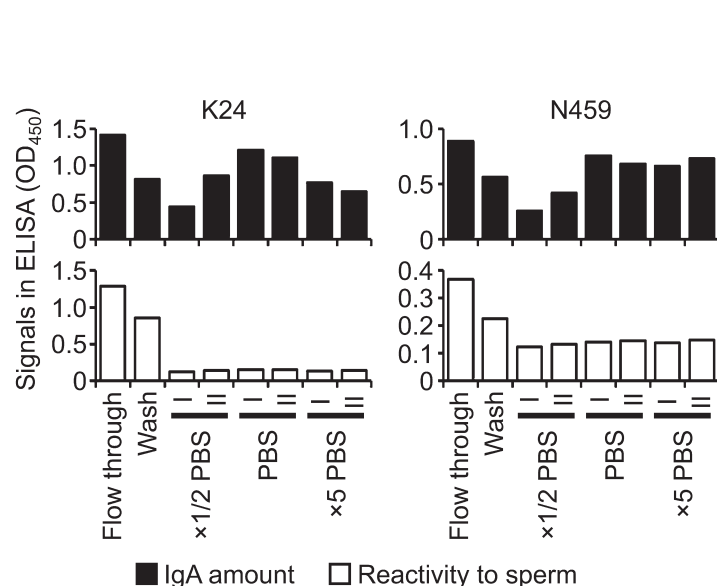 K24
N459
Signals in ELISA (OD450)
1.5
1.0
0.5
0
1.0
0.5
0
1.5
1.0
0.5
0
0.4
0.3
0.2
0.1
0
Flow through
Wash
I
II
I
II
I
II
×1/2 PBS
PBS
×5 PBS
Flow through
Wash
I
II
I
II
I
II
×1/2 PBS
PBS
×5 PBS
IgA amount
Reactivity to sperm